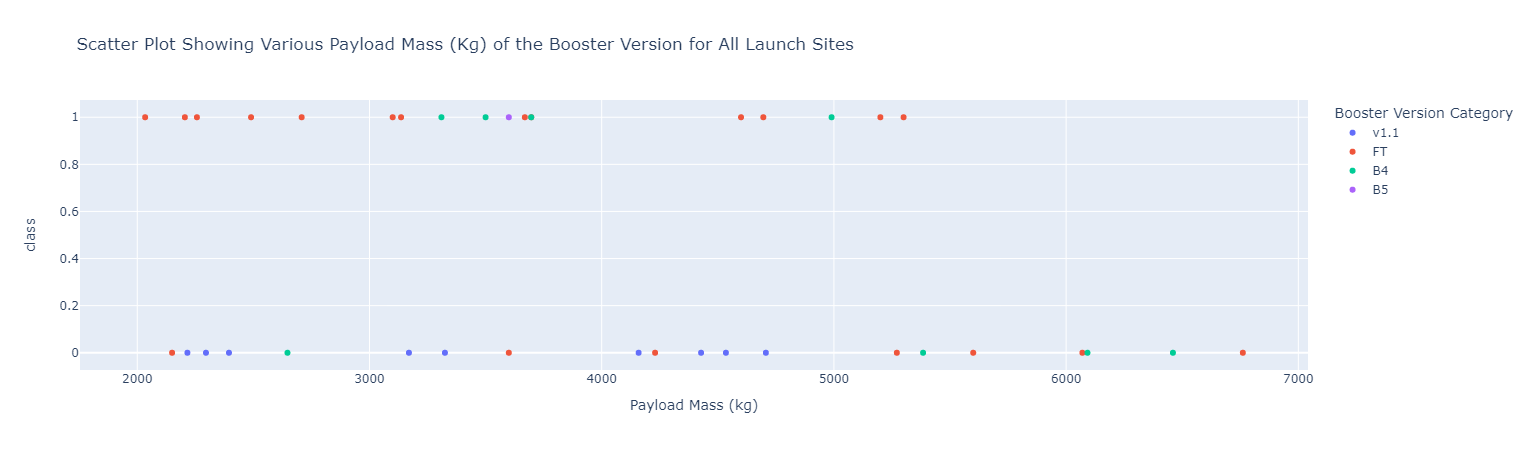 Scatter Plot Showing Various Payload Mass (Kg) of the Booster Version for All Launch Sites
Booster Version Category
v1.1
FT
B4
B5
1
0.8
0.6
0.4
0.2
0
class
2000 3000 4000 5000 6000 7000
Payload Mass (kg)